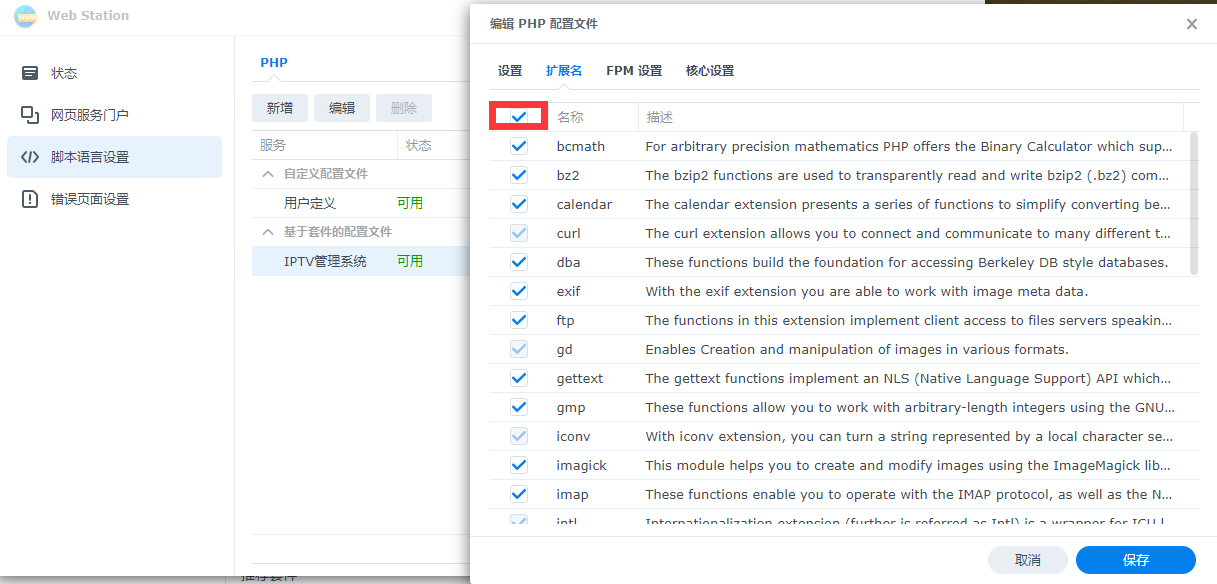 Web Station
状态
网页服务门户
脚本语言设置
错误页面设置
PHP
新增 编辑 删除
服务 状态
自定义配置文件
用户定义 可用
基于套件的配置文件
IPTV管理系统 可用
编辑 PHP 配置文件
设置 扩展名 FPM 设置 核心设置
名称 描述
bcmath For arbitrary precision mathematics PHP offers the Binary Calculator which sup...
bz2 The bzip2 functions are used to transparently read and write bzip2 (.bz2) com...
calendar The calendar extension presents a series of functions to simplify converting be...
curl The curl extension allows you to connect and communicate to many different t...
dba These functions build the foundation for accessing Berkeley DB style databases.
exif With the exif extension you are able to work with image meta data.
ftp The functions in this extension implement client access to files servers speakin...
gd Enables Creation and manipulation of images in various formats.
gettext The gettext functions implement an NLS (Native Language Support) API which...
gmp These functions allow you to work with arbitrary-length integers using the GNU...
iconv With iconv extension, you can turn a string represented by a local character se...
imagick This module helps you to create and modify images using the ImageMagick lib...
imap These functions enable you to operate with the IMAP protocol, as well as the N...
intl Internationalization extension (further is referred as Intl) is a wrapper for ICU l
取消 保存
推荐套件